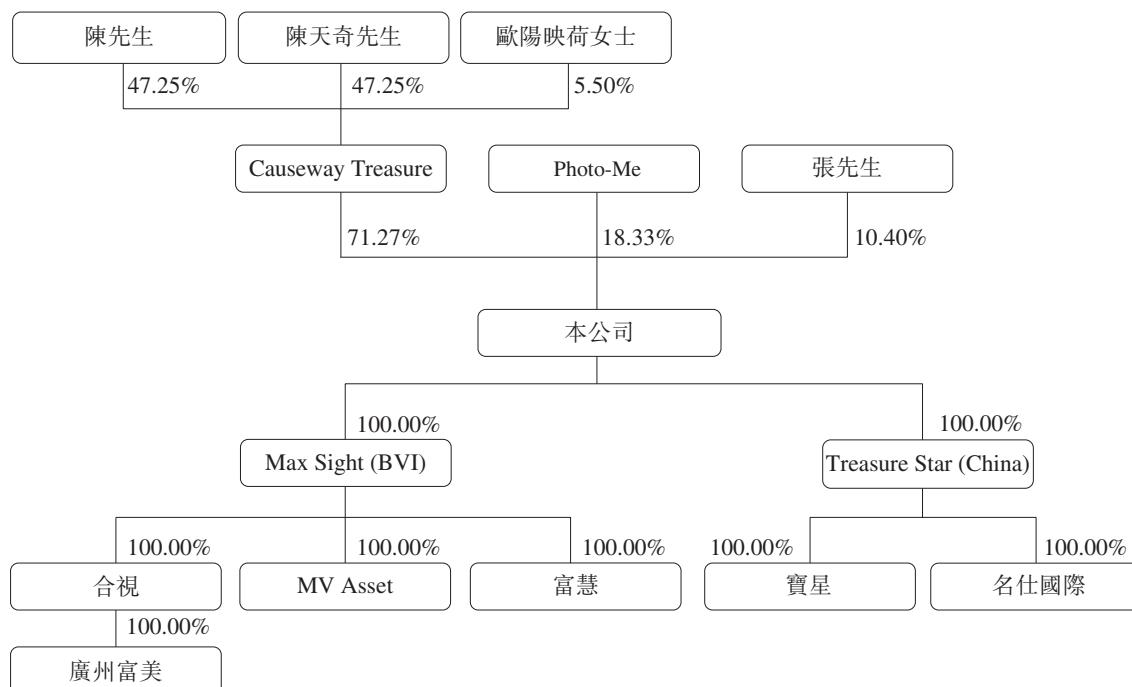 陳先生
陳天奇先生
歐陽映荷女士
47.25%
47.25%
5.50%
Causeway Treasure
Photo-Me
張先生
71.27%
18.33%
10.40%
本公司
100.00%
100.00%
Max Sight (BVI)
Treasure Star (China)
100.00%
100.00%
100.00%
100.00%
100.00%
合視
MV Asset
富慧
寶星
名仕國際
100.00%
廣州富美